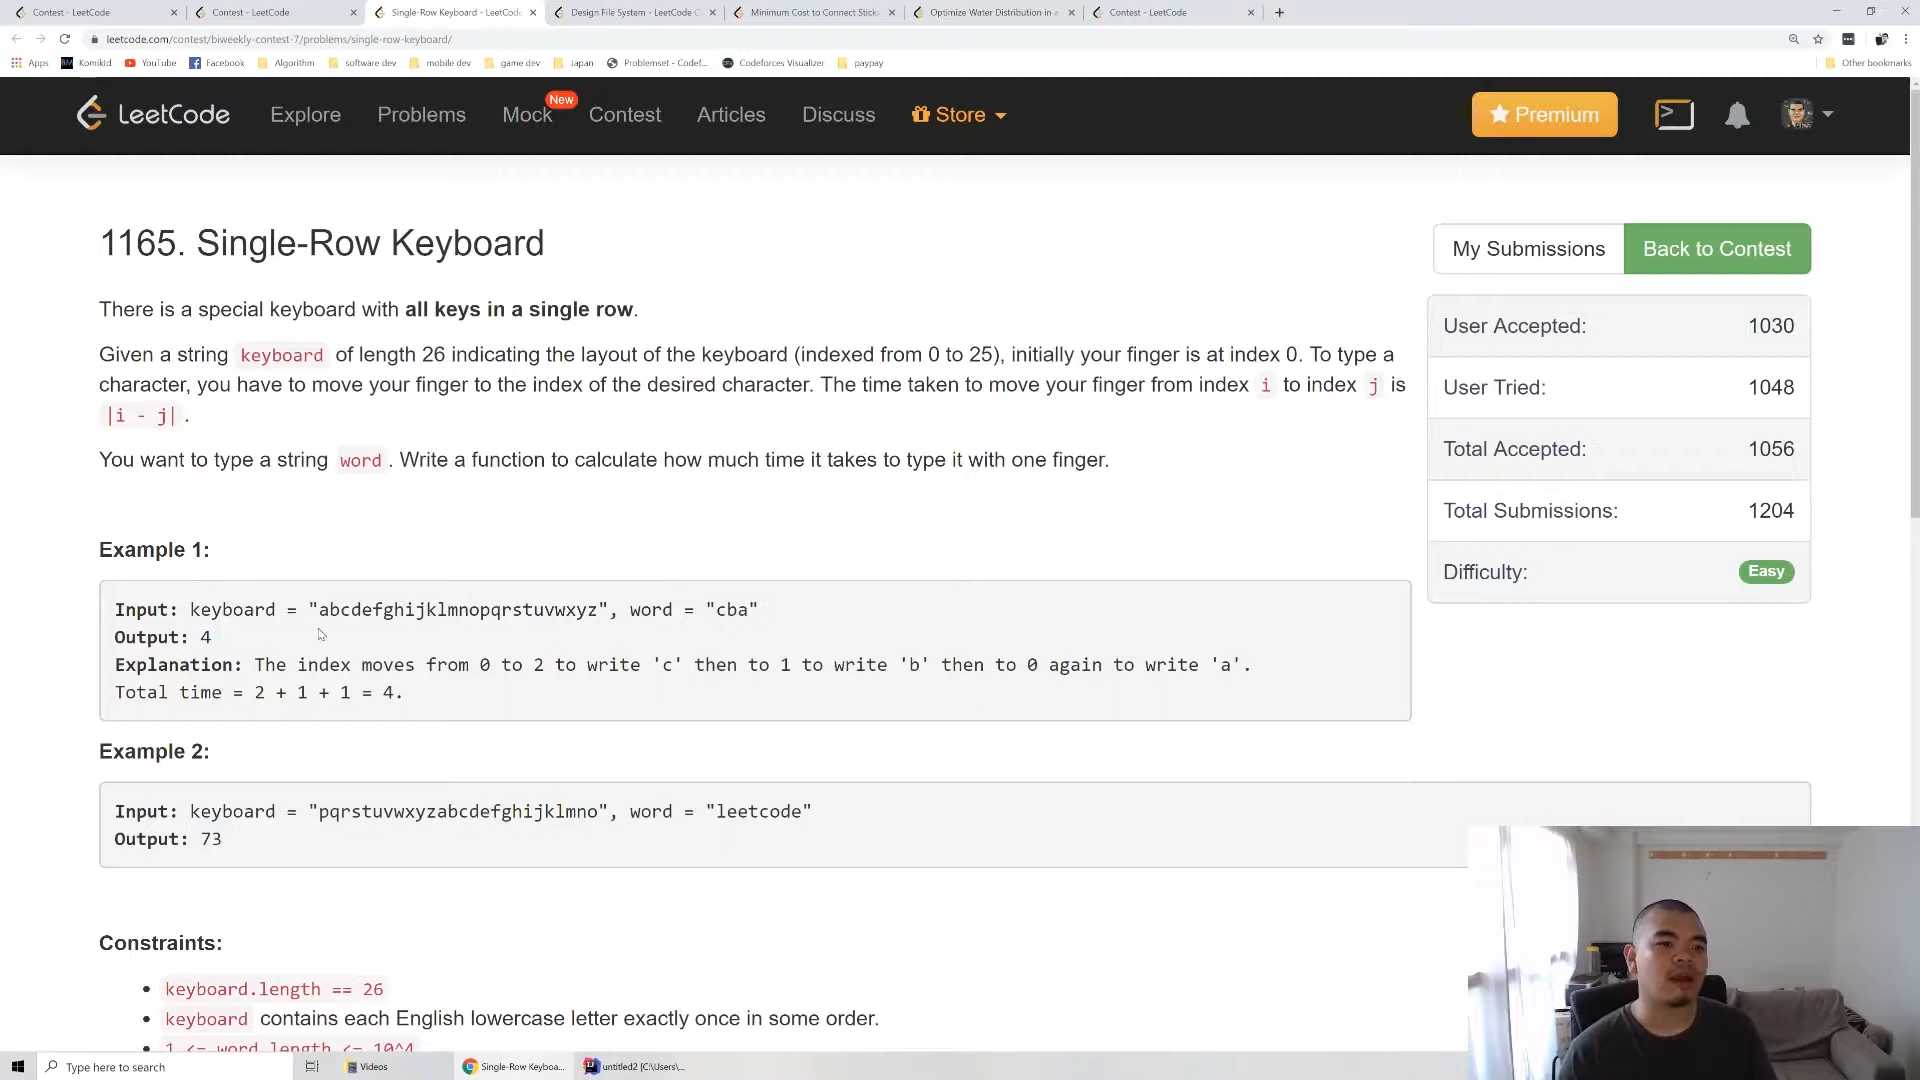 Contest - LeetCode
Contest - LeetCode
Single-Row Keyboard - LeetCode
Design File System - LeetCode C
Minimum Cost to Connect Sticks
Optimize Water Distribution in a
Contest - LeetCode
leetcode.com/contest/biweekly-contest-7/problems/single-row-keyboard/
Apps
KomikId
YouTube
Facebook
Algorithm
software dev
mobile dev
game dev
Japan
Problemset - Codef...
Codeforces Visualizer
paypay
Other bookmarks
LeetCode
Explore
Problems
Mock
New
Contest
Articles
Discuss
Store
Premium
1165. Single-Row Keyboard
My Submissions
Back to Contest
There is a special keyboard with all keys in a single row.
Given a string keyboard of length 26 indicating the layout of the keyboard (indexed from 0 to 25), initially your finger is at index 0. To type a
character, you have to move your finger to the index of the desired character. The time taken to move your finger from index i to index j is
|i - j| .
You want to type a string word . Write a function to calculate how much time it takes to type it with one finger.
User Accepted: 1030
User Tried: 1048
Total Accepted: 1056
Total Submissions: 1204
Difficulty: Easy
Example 1:
Input: keyboard = "abcdefghijklmnopqrstuvwxyz", word = "cba"
Output: 4
Explanation: The index moves from 0 to 2 to write 'c' then to 1 to write 'b' then to 0 again to write 'a'.
Total time = 2 + 1 + 1 = 4.
Example 2:
Input: keyboard = "pqrstuvwxyzabcdefghijklmno", word = "leetcode"
Output: 73
Constraints:
keyboard.length == 26
keyboard contains each English lowercase letter exactly once in some order.
1 <= word.length <= 10^4
Type here to search
Videos
Single-Row Keyboa...
untitled2 [C:\Users\...